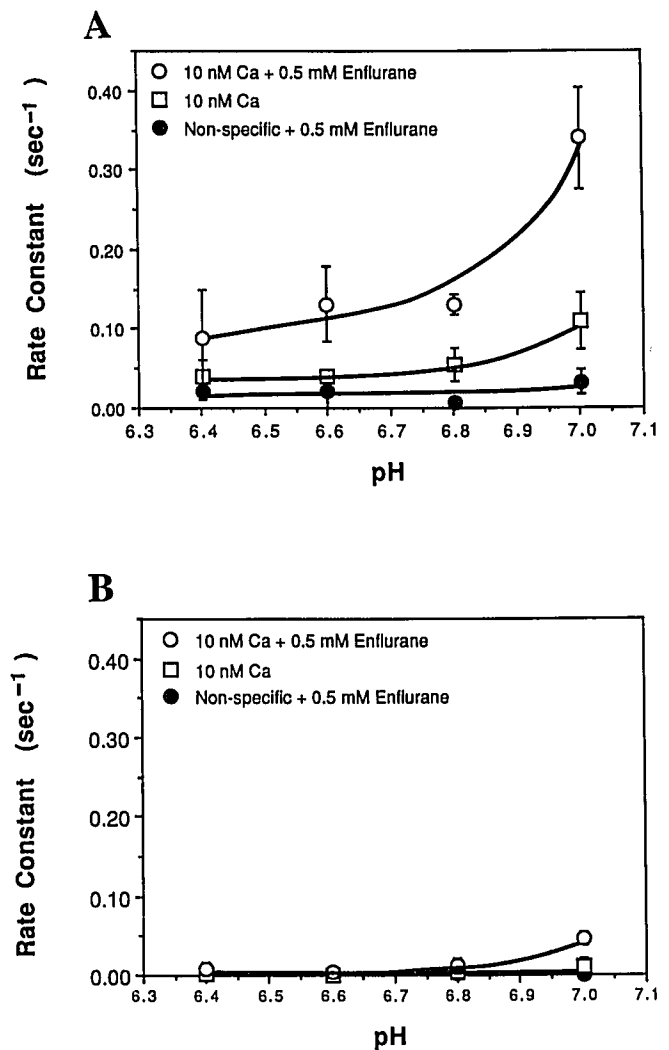 A
10 nM Ca + 0.5 mM Enflurane
10 nM Ca
Non-specific + 0.5 mM Enflurane
Rate Constant (sec⁻¹)
0.40
0.30
0.20
0.10
0.00
6.3 6.4 6.5 6.6 6.7 6.8 6.9 7.0 7.1
pH
B
10 nM Ca + 0.5 mM Enflurane
10 nM Ca
Non-specific + 0.5 mM Enflurane
Rate Constant (sec⁻¹)
0.40
0.30
0.20
0.10
0.00
6.3 6.4 6.5 6.6 6.7 6.8 6.9 7.0 7.1
pH